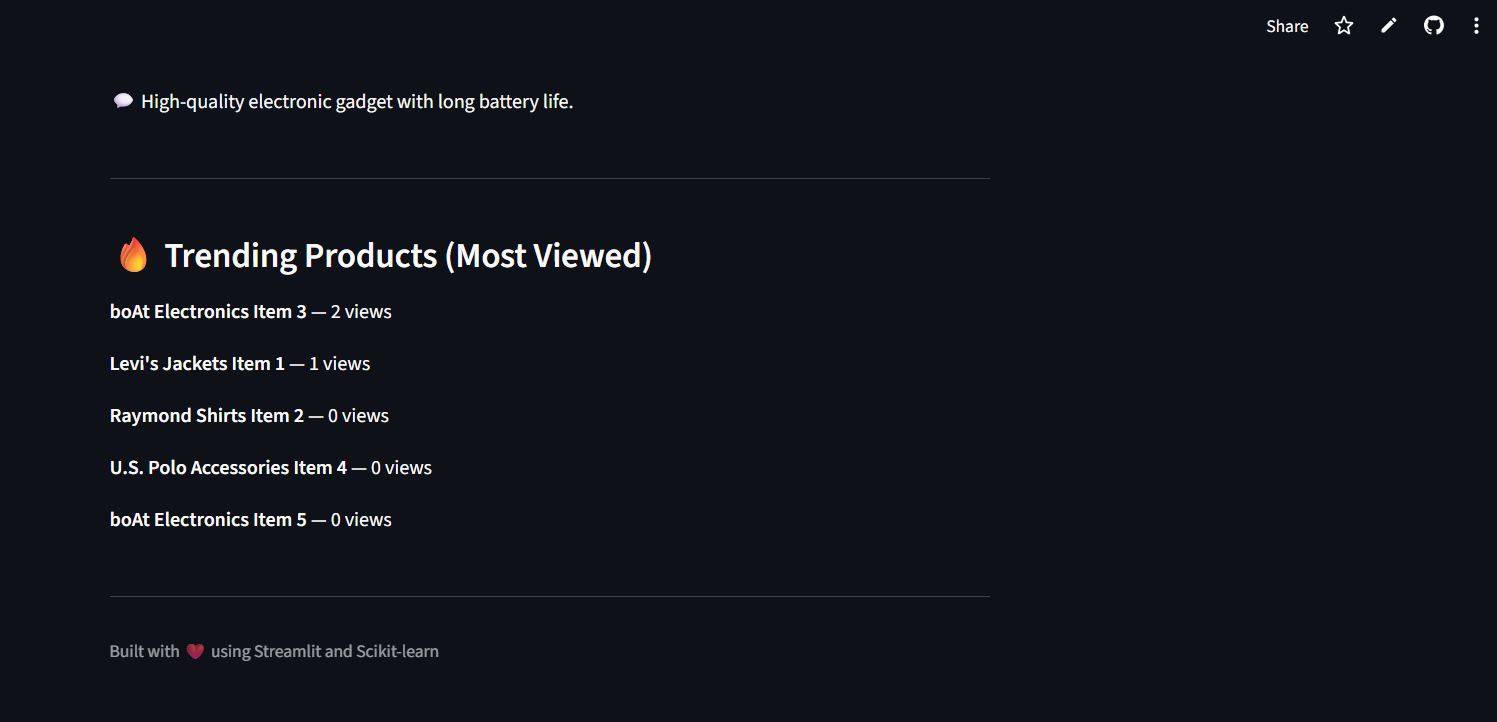 Share
💬 High-quality electronic gadget with long battery life.
🔥 Trending Products (Most Viewed)
boAt Electronics Item 3 — 2 views
Levi's Jackets Item 1 — 1 views
Raymond Shirts Item 2 — 0 views
U.S. Polo Accessories Item 4 — 0 views
boAt Electronics Item 5 — 0 views
Built with ❤️ using Streamlit and Scikit-learn